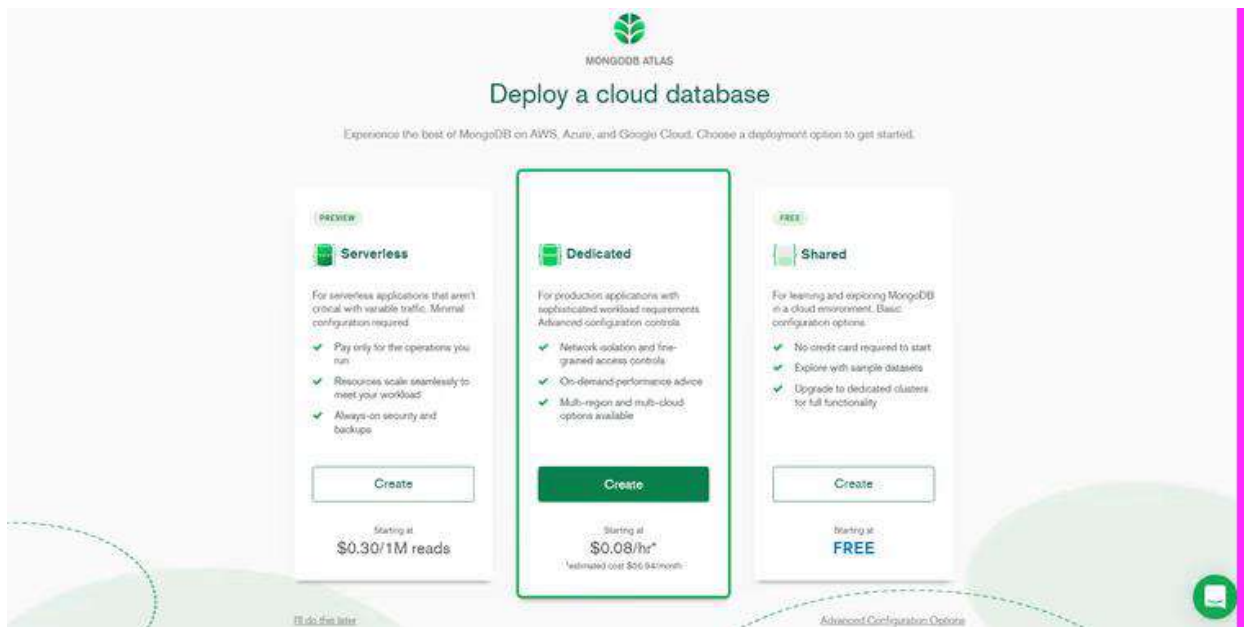 MONGODB ATLAS
Deploy a cloud database
Experience the best of MongoDB on AWS, Azure, and Google Cloud. Choose a deployment option to get started.
PREVIEW
Serverless
For serverless applications that aren't
critical with variable traffic. Minimal
configuration required.
Pay only for the operations you
run
Resources scale seamlessly to
meet your workload
Always-on security and
backups
Create
Starting at
$0.30/1M reads
Dedicated
For production applications with
sophisticated workload requirements.
Advanced configuration controls.
Network isolation and fine-
grained access controls
On-demand performance advice
Multi-region and multi-cloud
options available
Create
Starting at
$0.08/hr*
*estimated cost $56.94/month
FREE
Shared
For learning and exploring MongoDB
in a cloud environment. Basic
configuration options.
No credit card required to start
Explore with sample datasets
Upgrade to dedicated clusters
for full functionality
Create
Starting at
FREE
I'll do this later
Advanced Configuration Options